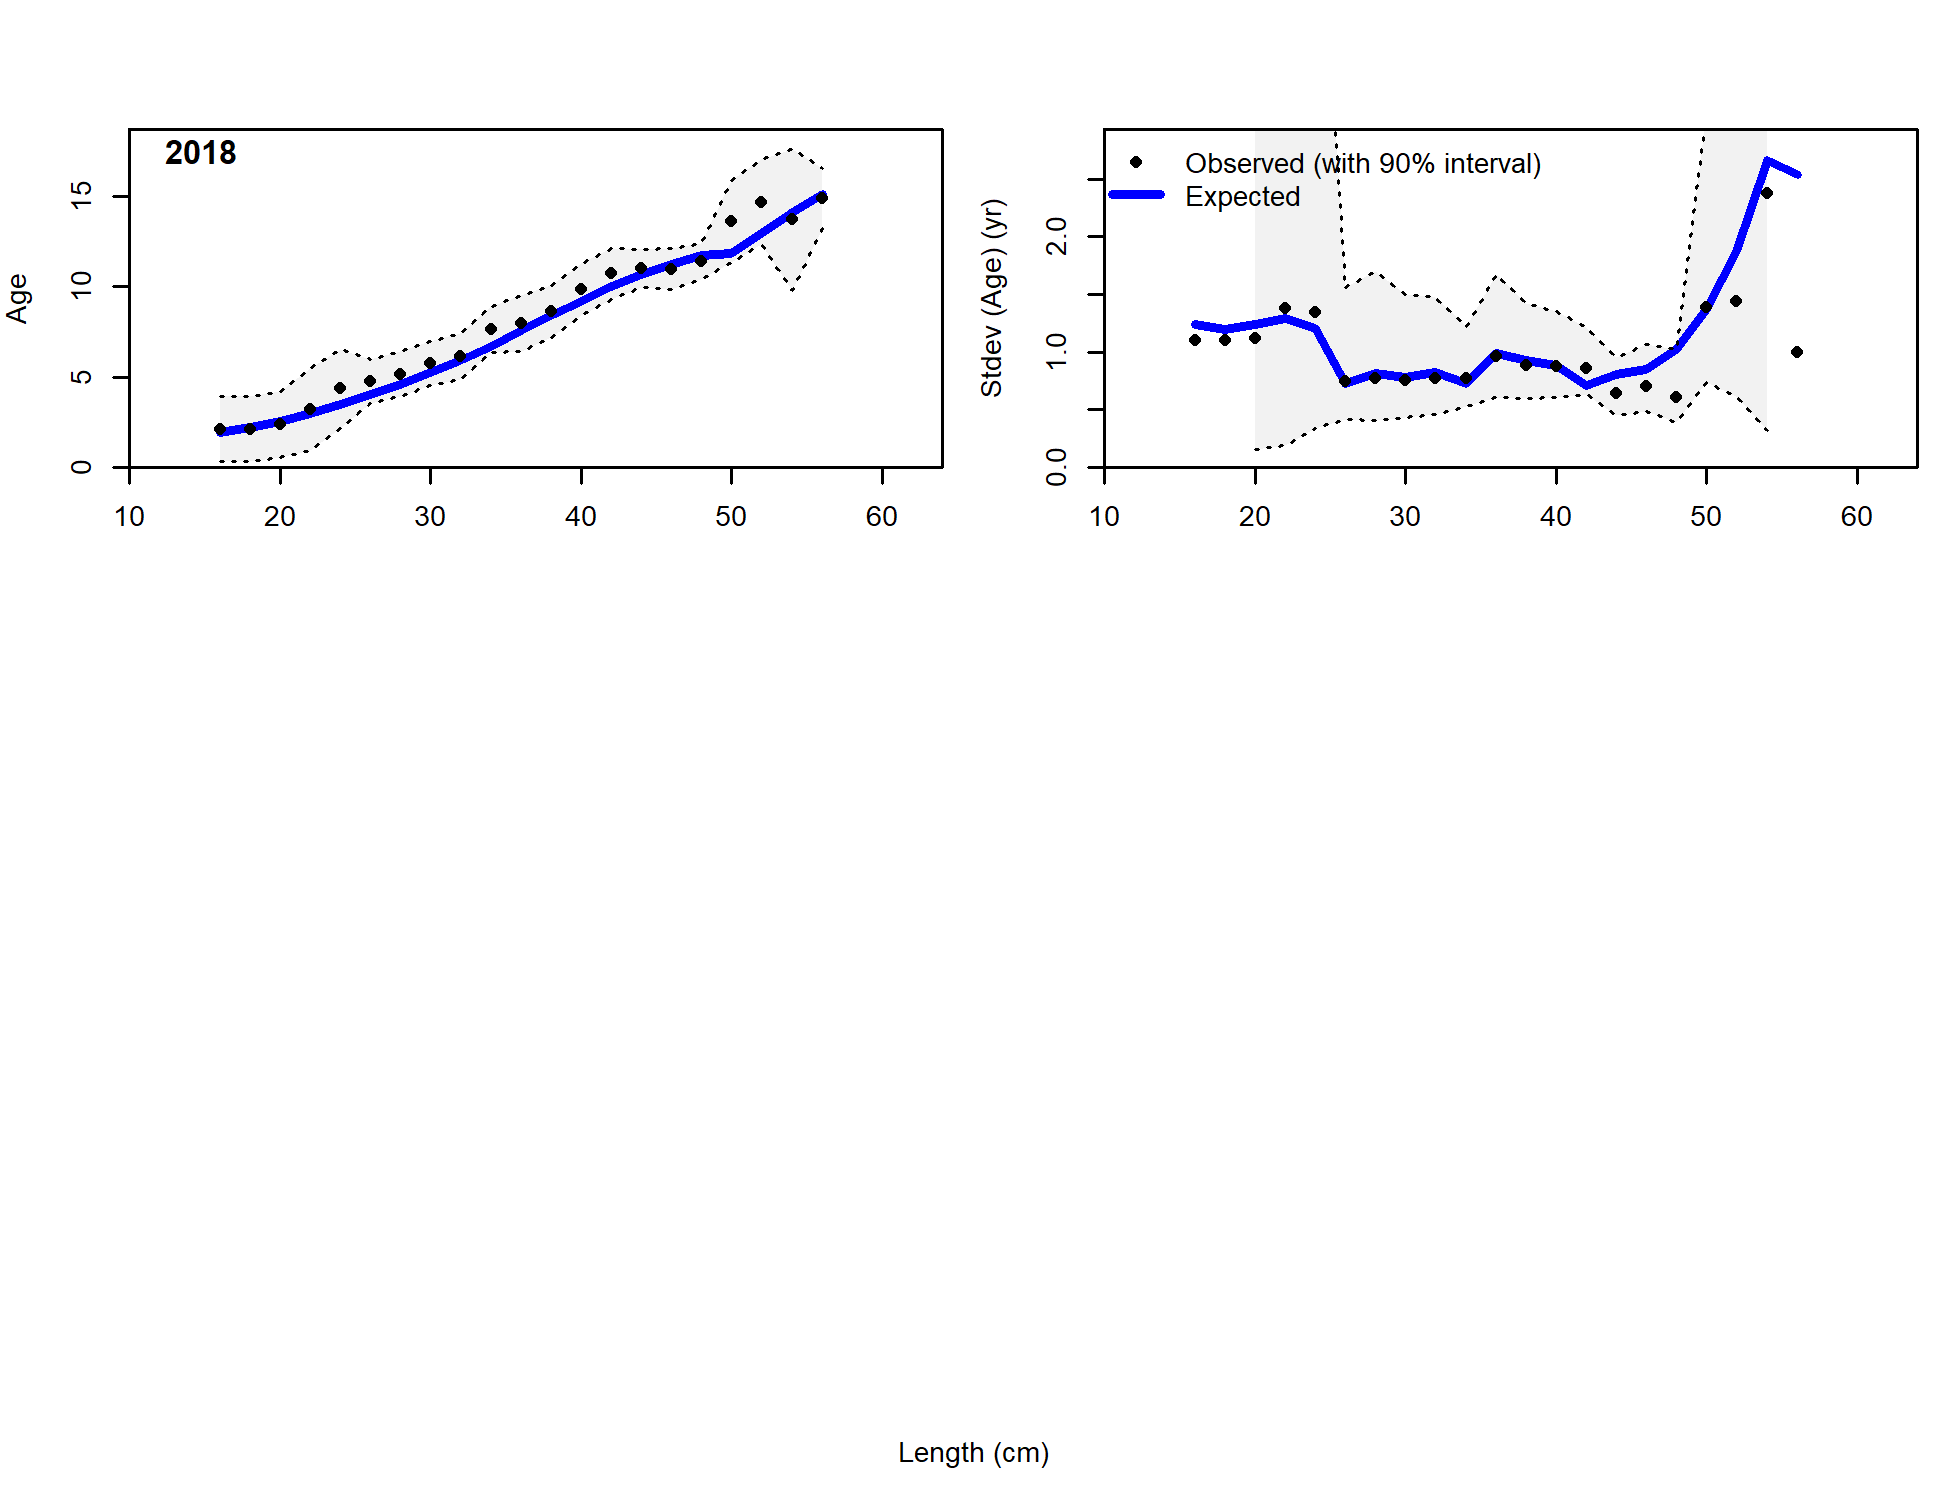 2018
Age
15
10
5
0
10 20 30 40 50 60
Observed (with 90% interval)
Expected
Stdev (Age) (yr)
2.0
1.0
0.0
10 20 30 40 50 60
Length (cm)